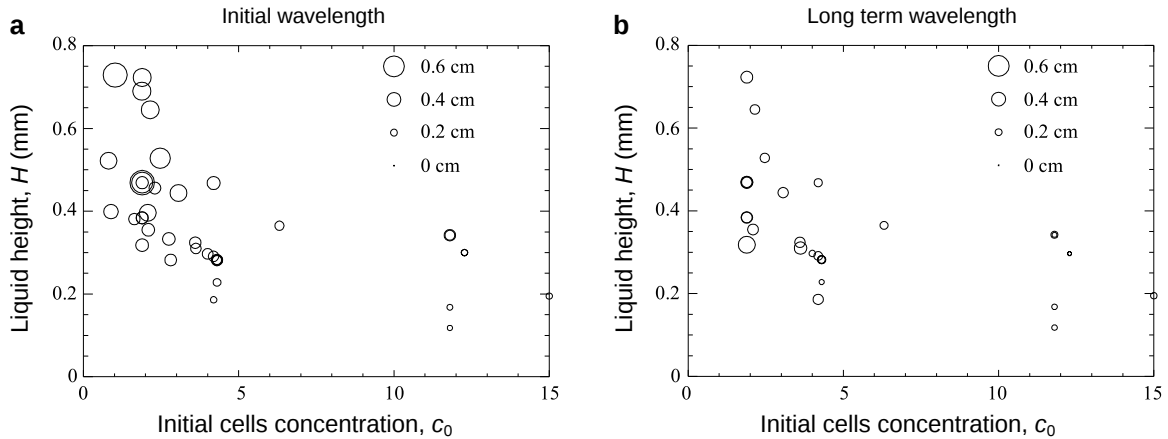 a
Initial wavelength
0.8
0.6
0.4
0.2
0
0
5
10
15
Liquid height, H (mm)
Initial cells concentration, c0
0.6 cm
0.4 cm
0.2 cm
0 cm
b
Long term wavelength
0.8
0.6
0.4
0.2
0
0
5
10
15
Liquid height, H (mm)
Initial cells concentration, c0
0.6 cm
0.4 cm
0.2 cm
0 cm